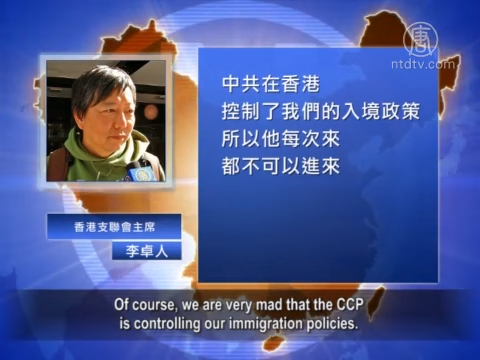 唐
ntdtv.com
中共在香港
控制了我們的入境政策
所以他每次來
都不可以進來
香港支聯會主席
李卓人
Of course, we are very mad that the CCP
is controlling our immigration policies.